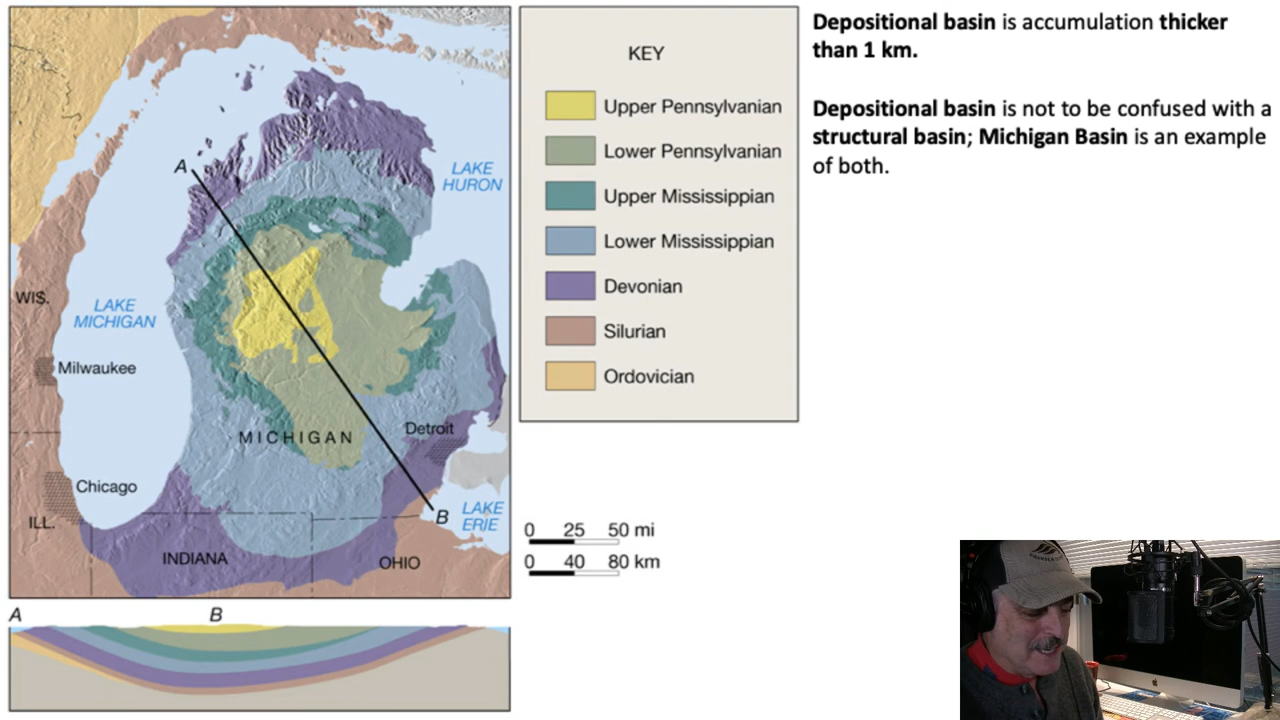 Depositional basin is accumulation thicker
than 1 km.
Depositional basin is not to be confused with a
structural basin; Michigan Basin is an example
of both.
KEY
Upper Pennsylvanian
Lower Pennsylvanian
Upper Mississippian
Lower Mississippian
Devonian
Silurian
Ordovician
A
LAKE
HURON
WIS.
LAKE
MICHIGAN
Milwaukee
MICHIGAN
Detroit
Chicago
ILL.
B
LAKE
ERIE
INDIANA
OHIO
0 25 50 mi
0 40 80 km
A B